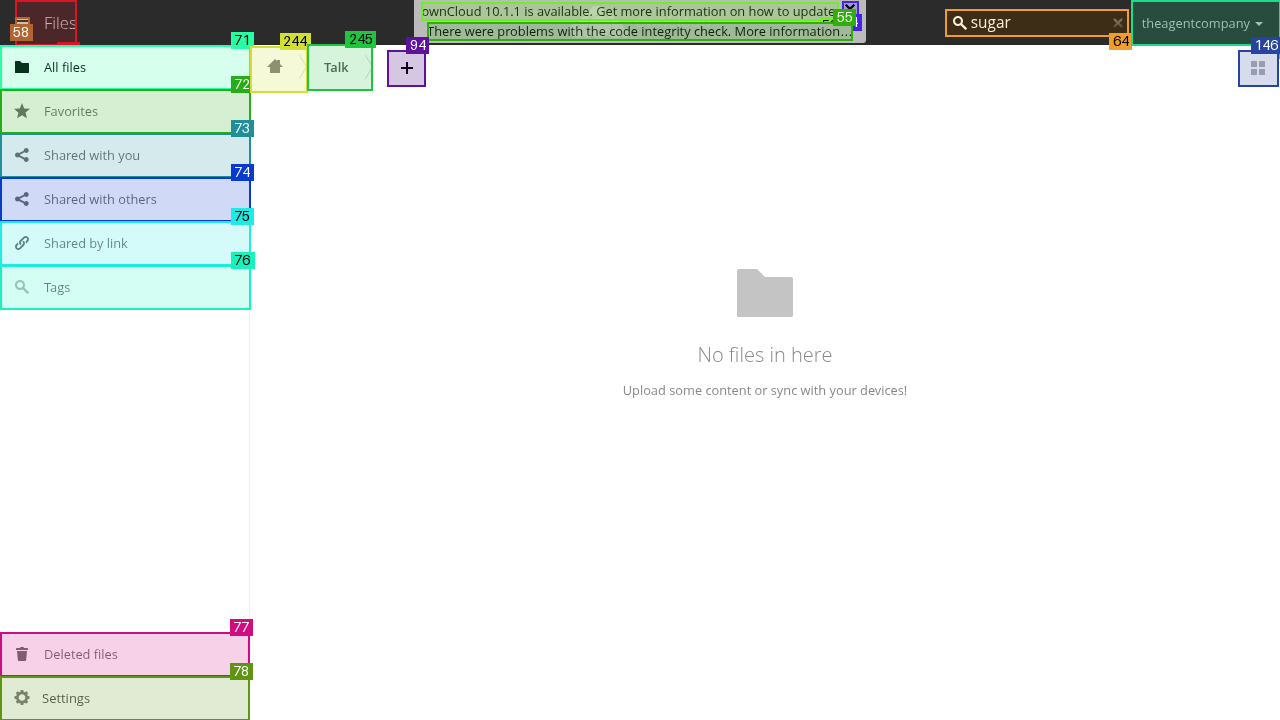 Files
ownCloud 10.1.1 is available. Get more information on how to update
There were problems with the code integrity check. More information…
sugar
theagentcompany
58
55
64
71
244
245
94
146
All files
Talk
72
Favorites
73
Shared with you
74
Shared with others
75
Shared by link
76
Tags
No files in here
Upload some content or sync with your devices!
77
Deleted files
78
Settings